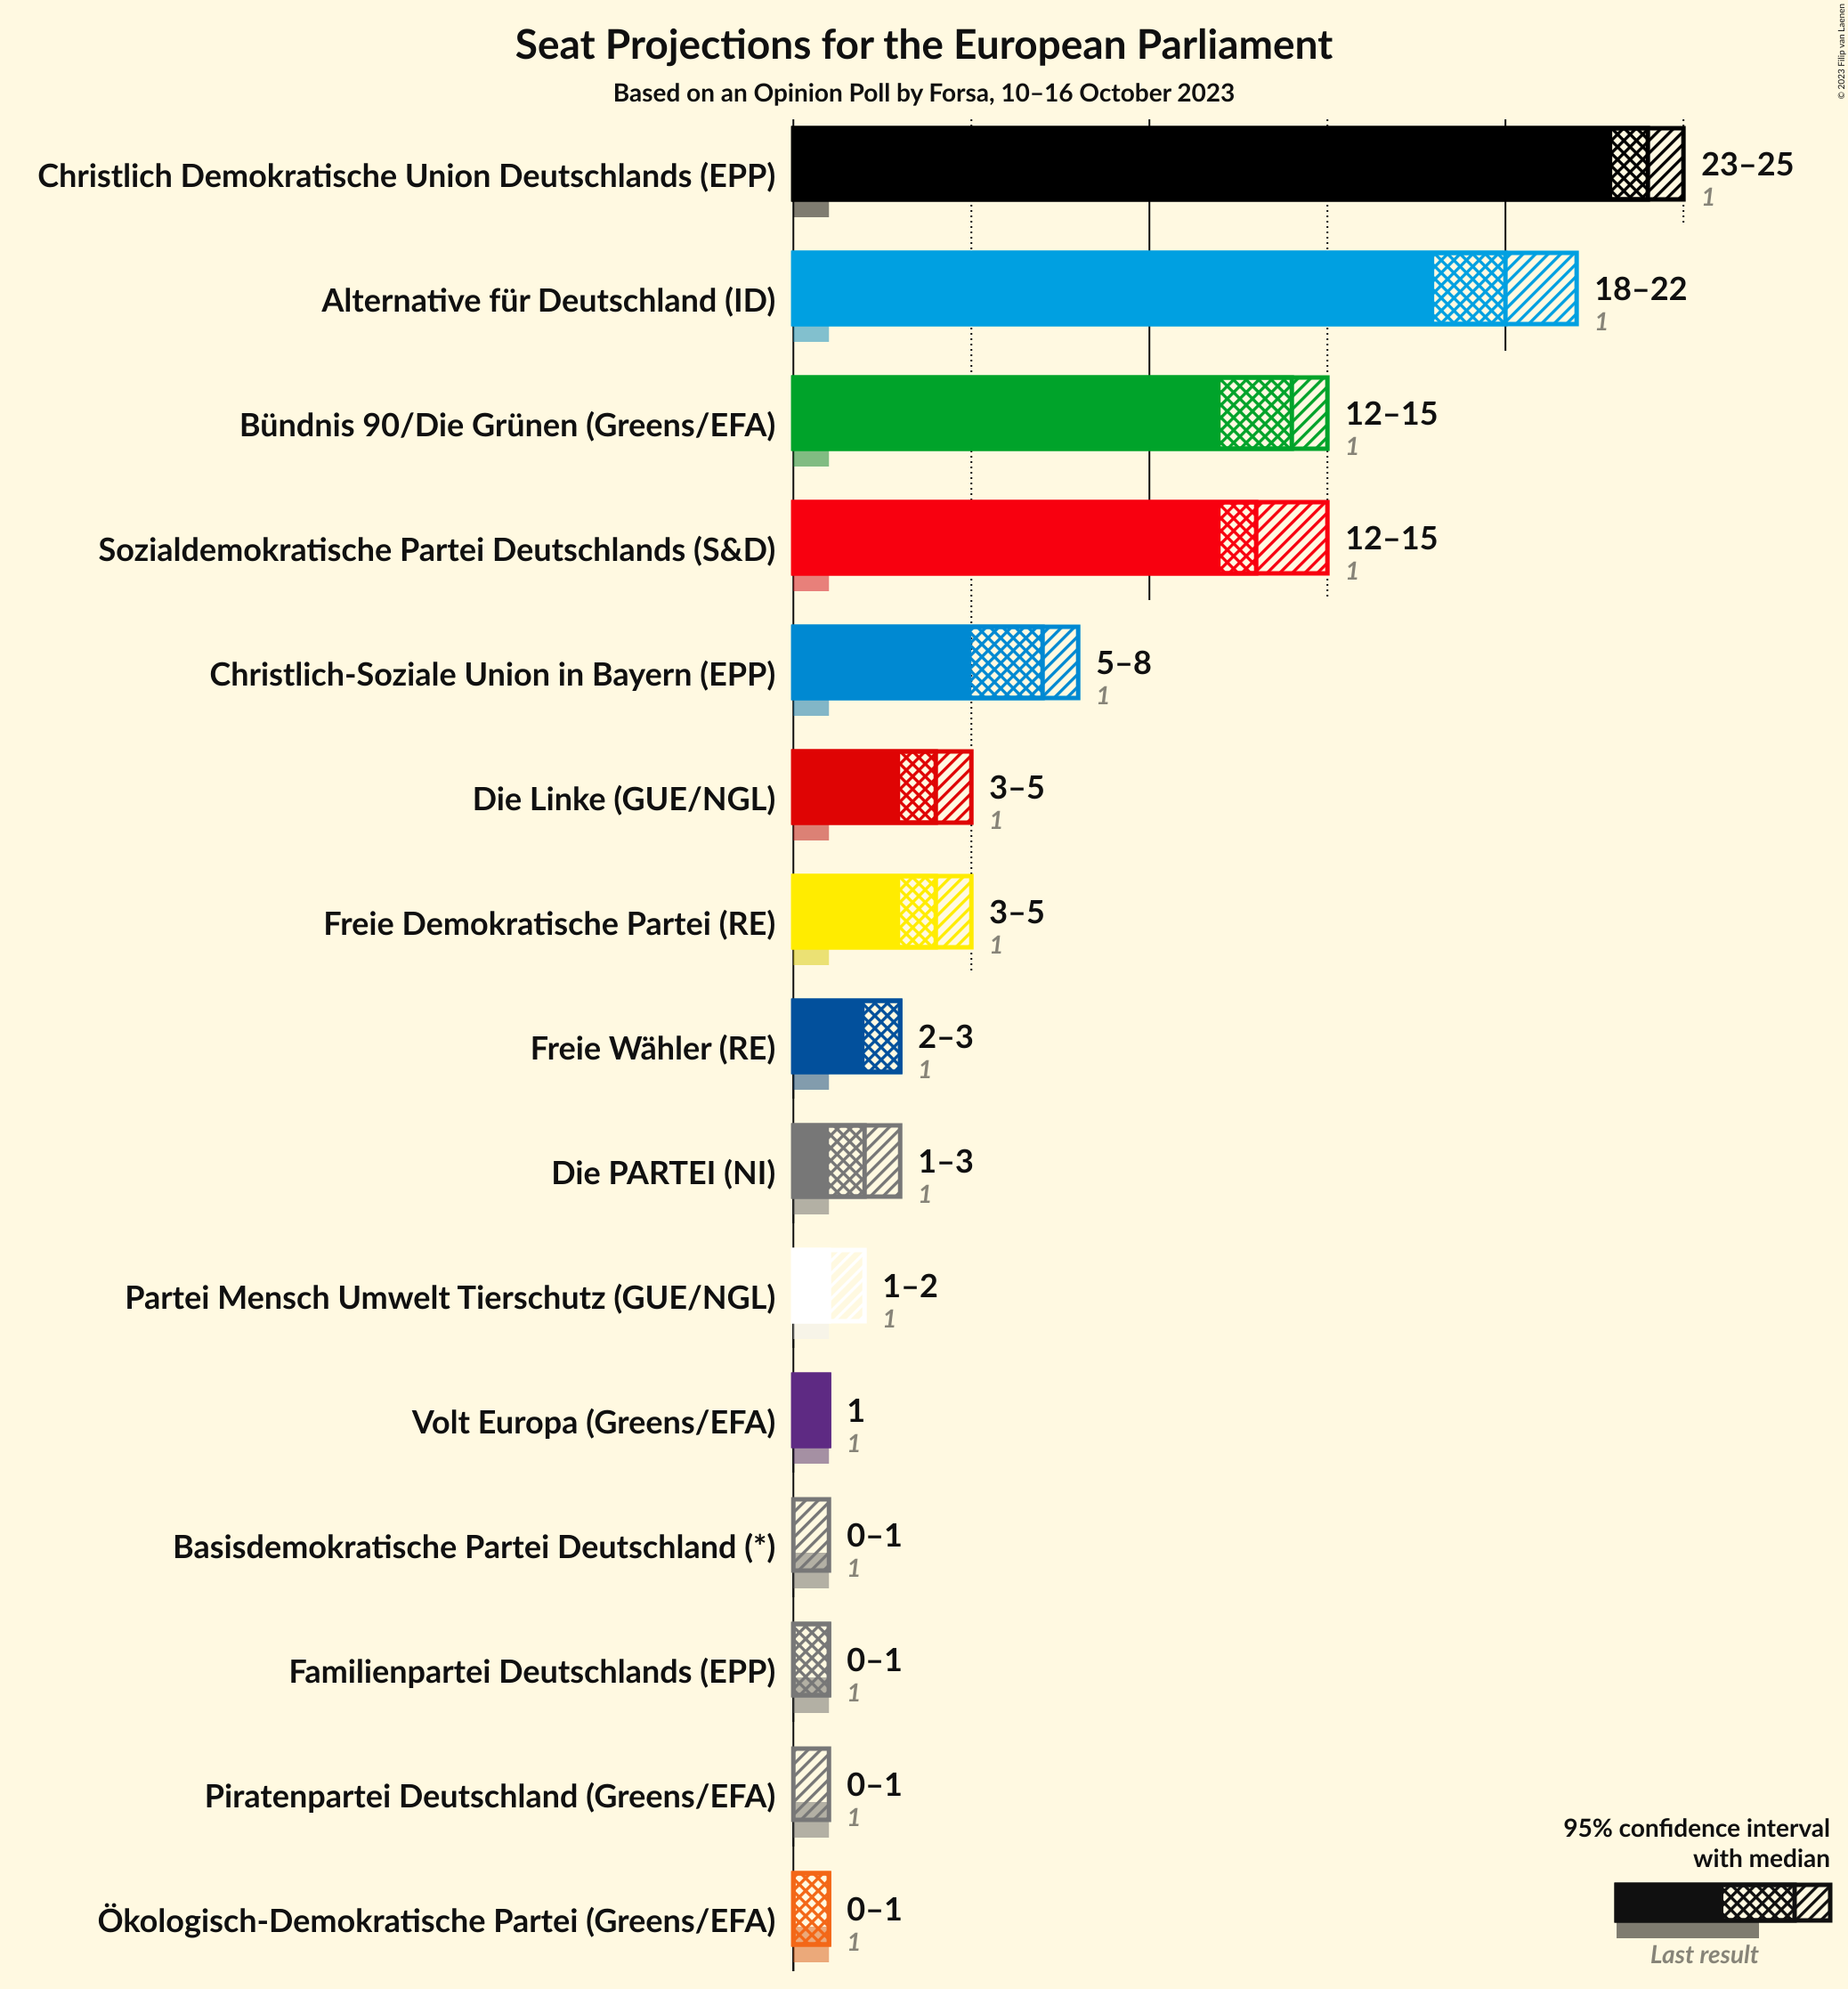 Seat Projections for the European Parliament
Based on an Opinion Poll by Forsa, 10–16 October 2023
© 2023 Filip van Laenen
Christlich Demokratische Union Deutschlands (EPP)
23–25
1
Alternative für Deutschland (ID)
18–22
1
Bündnis 90/Die Grünen (Greens/EFA)
12–15
1
Sozialdemokratische Partei Deutschlands (S&D)
12–15
1
Christlich-Soziale Union in Bayern (EPP)
5–8
1
Die Linke (GUE/NGL)
3–5
1
Freie Demokratische Partei (RE)
3–5
1
Freie Wähler (RE)
2–3
1
Die PARTEI (NI)
1–3
1
Partei Mensch Umwelt Tierschutz (GUE/NGL)
1–2
1
Volt Europa (Greens/EFA)
1
1
Basisdemokratische Partei Deutschland (*)
0–1
1
Familienpartei Deutschlands (EPP)
0–1
1
Piratenpartei Deutschland (Greens/EFA)
0–1
1
Ökologisch-Demokratische Partei (Greens/EFA)
0–1
1
95% confidence interval
with median
Last result